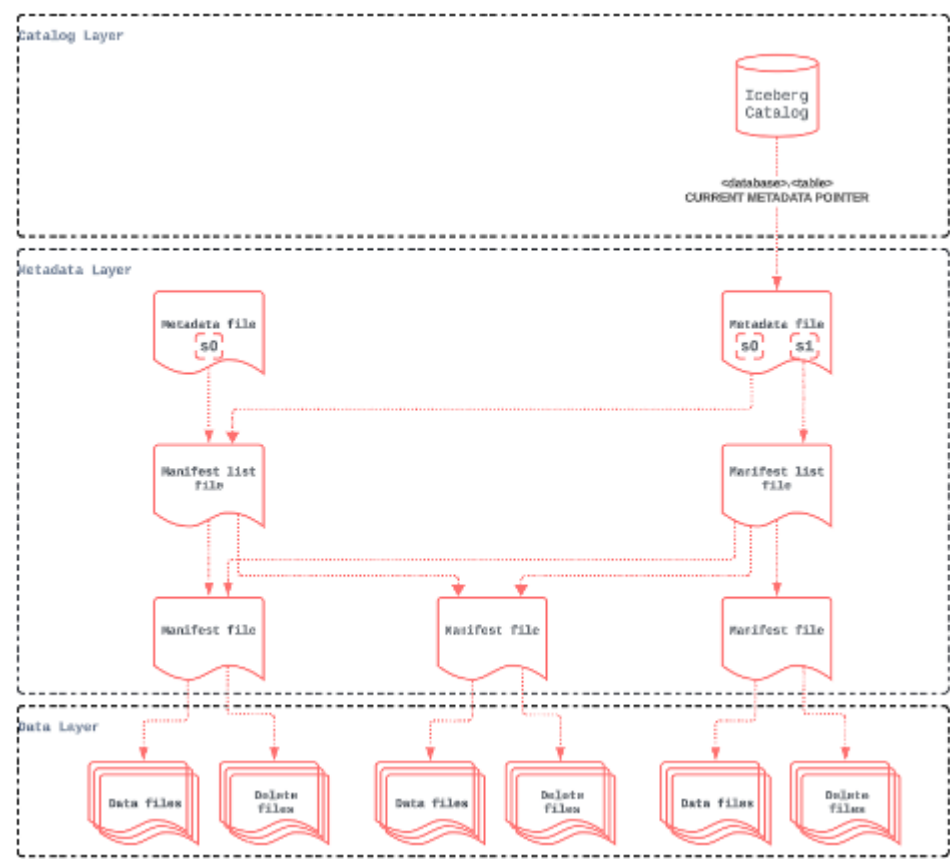 Catalog Layer
Iceberg
Catalog
<database>.<table>
CURRENT METADATA POINTER
Metadata Layer
Metadata file
s0
Metadata file
s0
s1
Manifest list
file
Manifest list
file
Manifest file
Manifest file
Manifest file
Data Layer
Data files
Delete
files
Data files
Delete
files
Data files
Delete
files